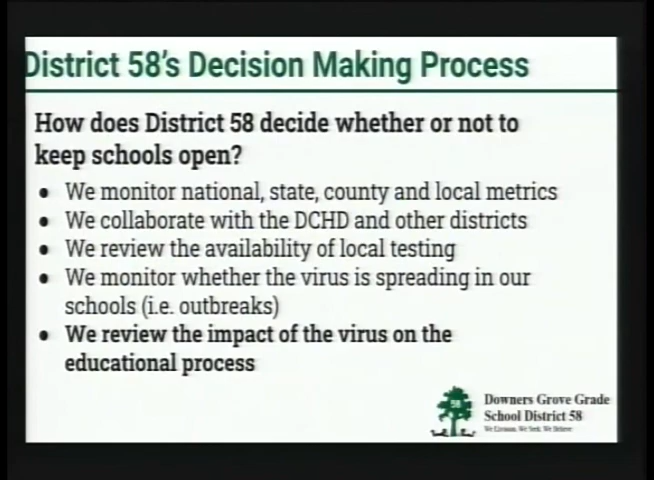 District 58's Decision Making Process
How does District 58 decide whether or not to
keep schools open?
• We monitor national, state, county and local metrics
• We collaborate with the DCHD and other districts
• We review the availability of local testing
• We monitor whether the virus is spreading in our
schools (i.e. outbreaks)
• We review the impact of the virus on the
educational process
58
Downers Grove Grade
School District 58